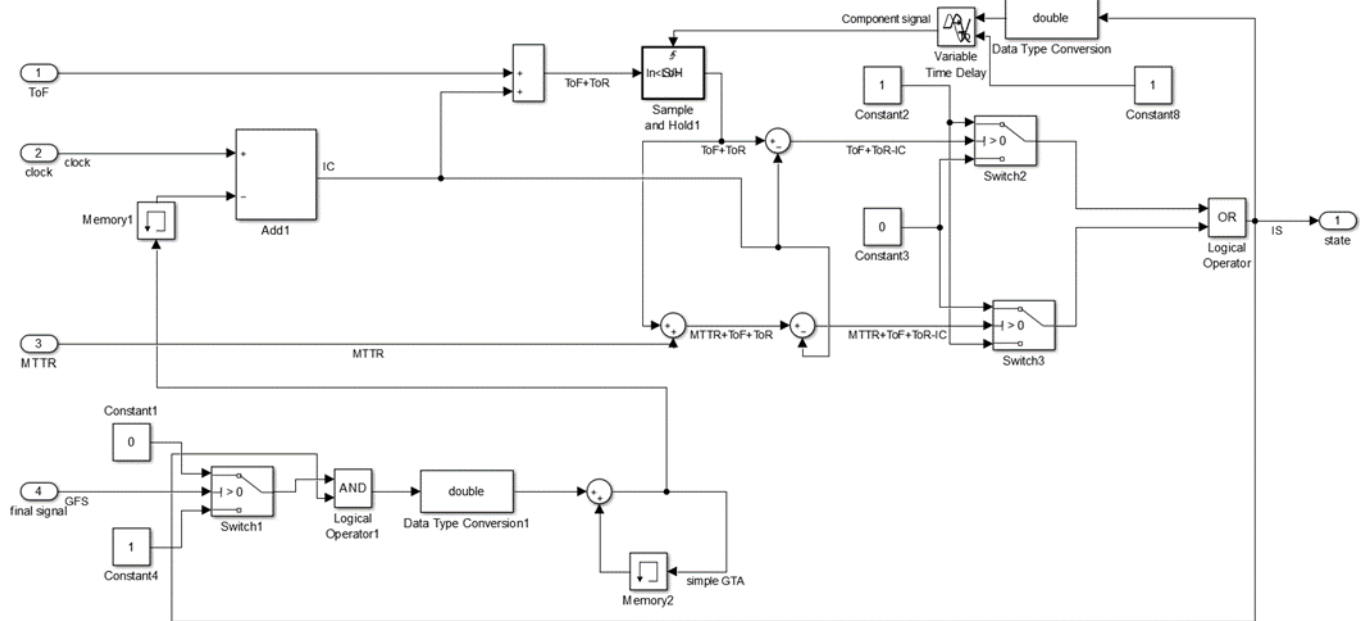 Component signal
double
Data Type Conversion
Variable
Time Delay
1
ToF
+
+
ToF+ToR
Sample
and Hold1
1
Constant2
1
Constant8
2
clock
clock
+
−
IC
Add1
Memory1
ToF+ToR
+
−
ToF+ToR-IC
> 0
Switch2
0
Constant3
OR
Logical
Operator
IS
1
state
3
MTTR
MTTR
+
+
MTTR+ToF+ToR
+
−
MTTR+ToF+ToR-IC
> 0
Switch3
Constant1
0
4
final signal
GFS
> 0
Switch1
1
Constant4
AND
Logical
Operator1
double
Data Type Conversion1
+
+
simple GTA
Memory2